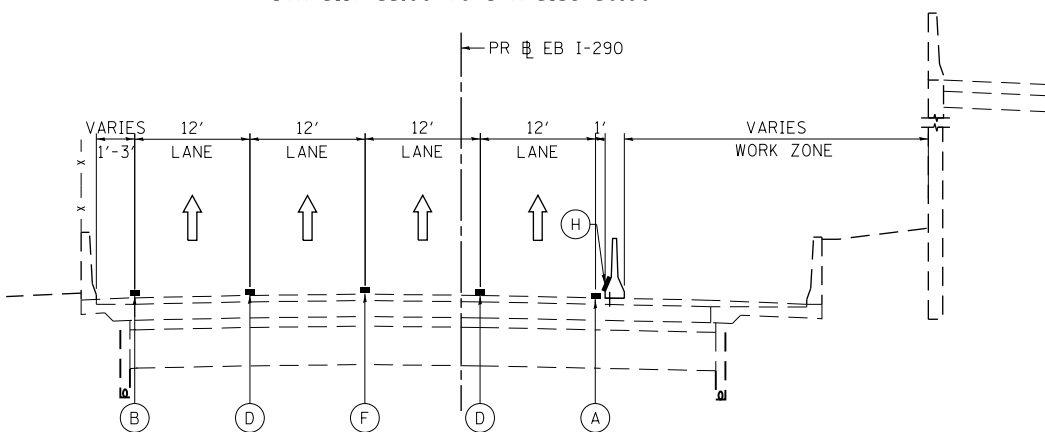 PR B EB I-290
VARIES 12' 12' 12' 12' 1' VARIES
1'-3' LANE LANE LANE LANE WORK ZONE
x
x
H
B D F D A